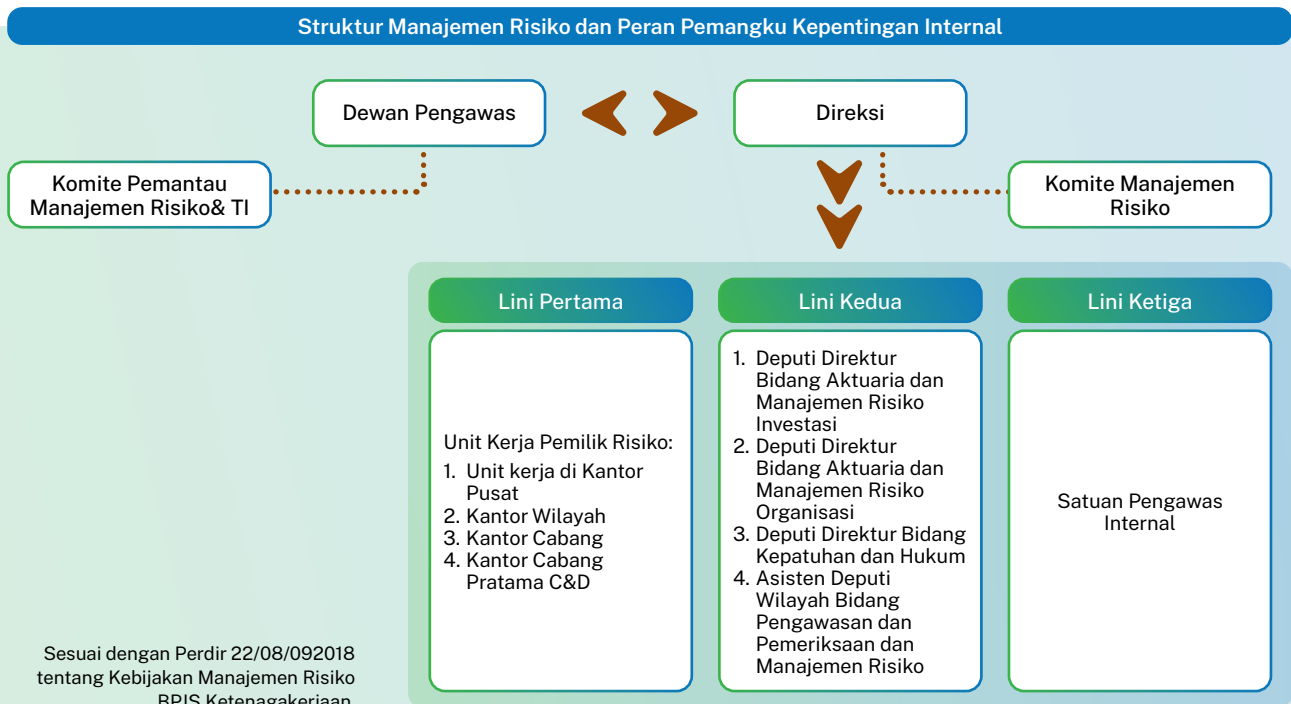 Struktur Manajemen Risiko dan Peran Pemangku Kepentingan Internal
Dewan Pengawas
Direksi
Komite Pemantau
Manajemen Risiko& TI
Komite Manajemen
Risiko
Lini Pertama
Unit Kerja Pemilik Risiko:
1. Unit kerja di Kantor
Pusat
2. Kantor Wilayah
3. Kantor Cabang
4. Kantor Cabang
Pratama C&D
Lini Kedua
1. Deputi Direktur
Bidang Aktuaria dan
Manajemen Risiko
Investasi
2. Deputi Direktur
Bidang Aktuaria dan
Manajemen Risiko
Organisasi
3. Deputi Direktur Bidang
Kepatuhan dan Hukum
4. Asisten Deputi
Wilayah Bidang
Pengawasan dan
Pemeriksaan dan
Manajemen Risiko
Lini Ketiga
Satuan Pengawas
Internal
Sesuai dengan Perdir 22/08/092018
tentang Kebijakan Manajemen Risiko
BPJS Ketenagakerjaan